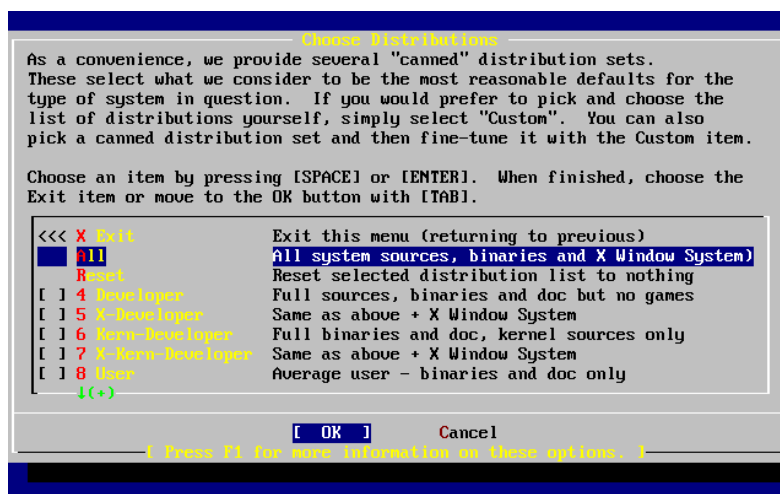 Choose Distributions
As a convenience, we provide several "canned" distribution sets.
These select what we consider to be the most reasonable defaults for the
type of system in question.  If you would prefer to pick and choose the
list of distributions yourself, simply select "Custom".  You can also
pick a canned distribution set and then fine-tune it with the Custom item.
Choose an item by pressing [SPACE] or [ENTER].  When finished, choose the
Exit item or move to the OK button with [TAB].
<<< X Exit Exit this menu (returning to previous)
All All system sources, binaries and X Window System)
Reset Reset selected distribution list to nothing
[ ] 4 Developer Full sources, binaries and doc but no games
[ ] 5 X-Developer Same as above + X Window System
[ ] 6 Kern-Developer Full binaries and doc, kernel sources only
[ ] 7 X-Kern-Developer Same as above + X Window System
[ ] 8 User Average user - binaries and doc only
↓(+)
[ OK ] Cancel
[ Press F1 for more information on these options. ]